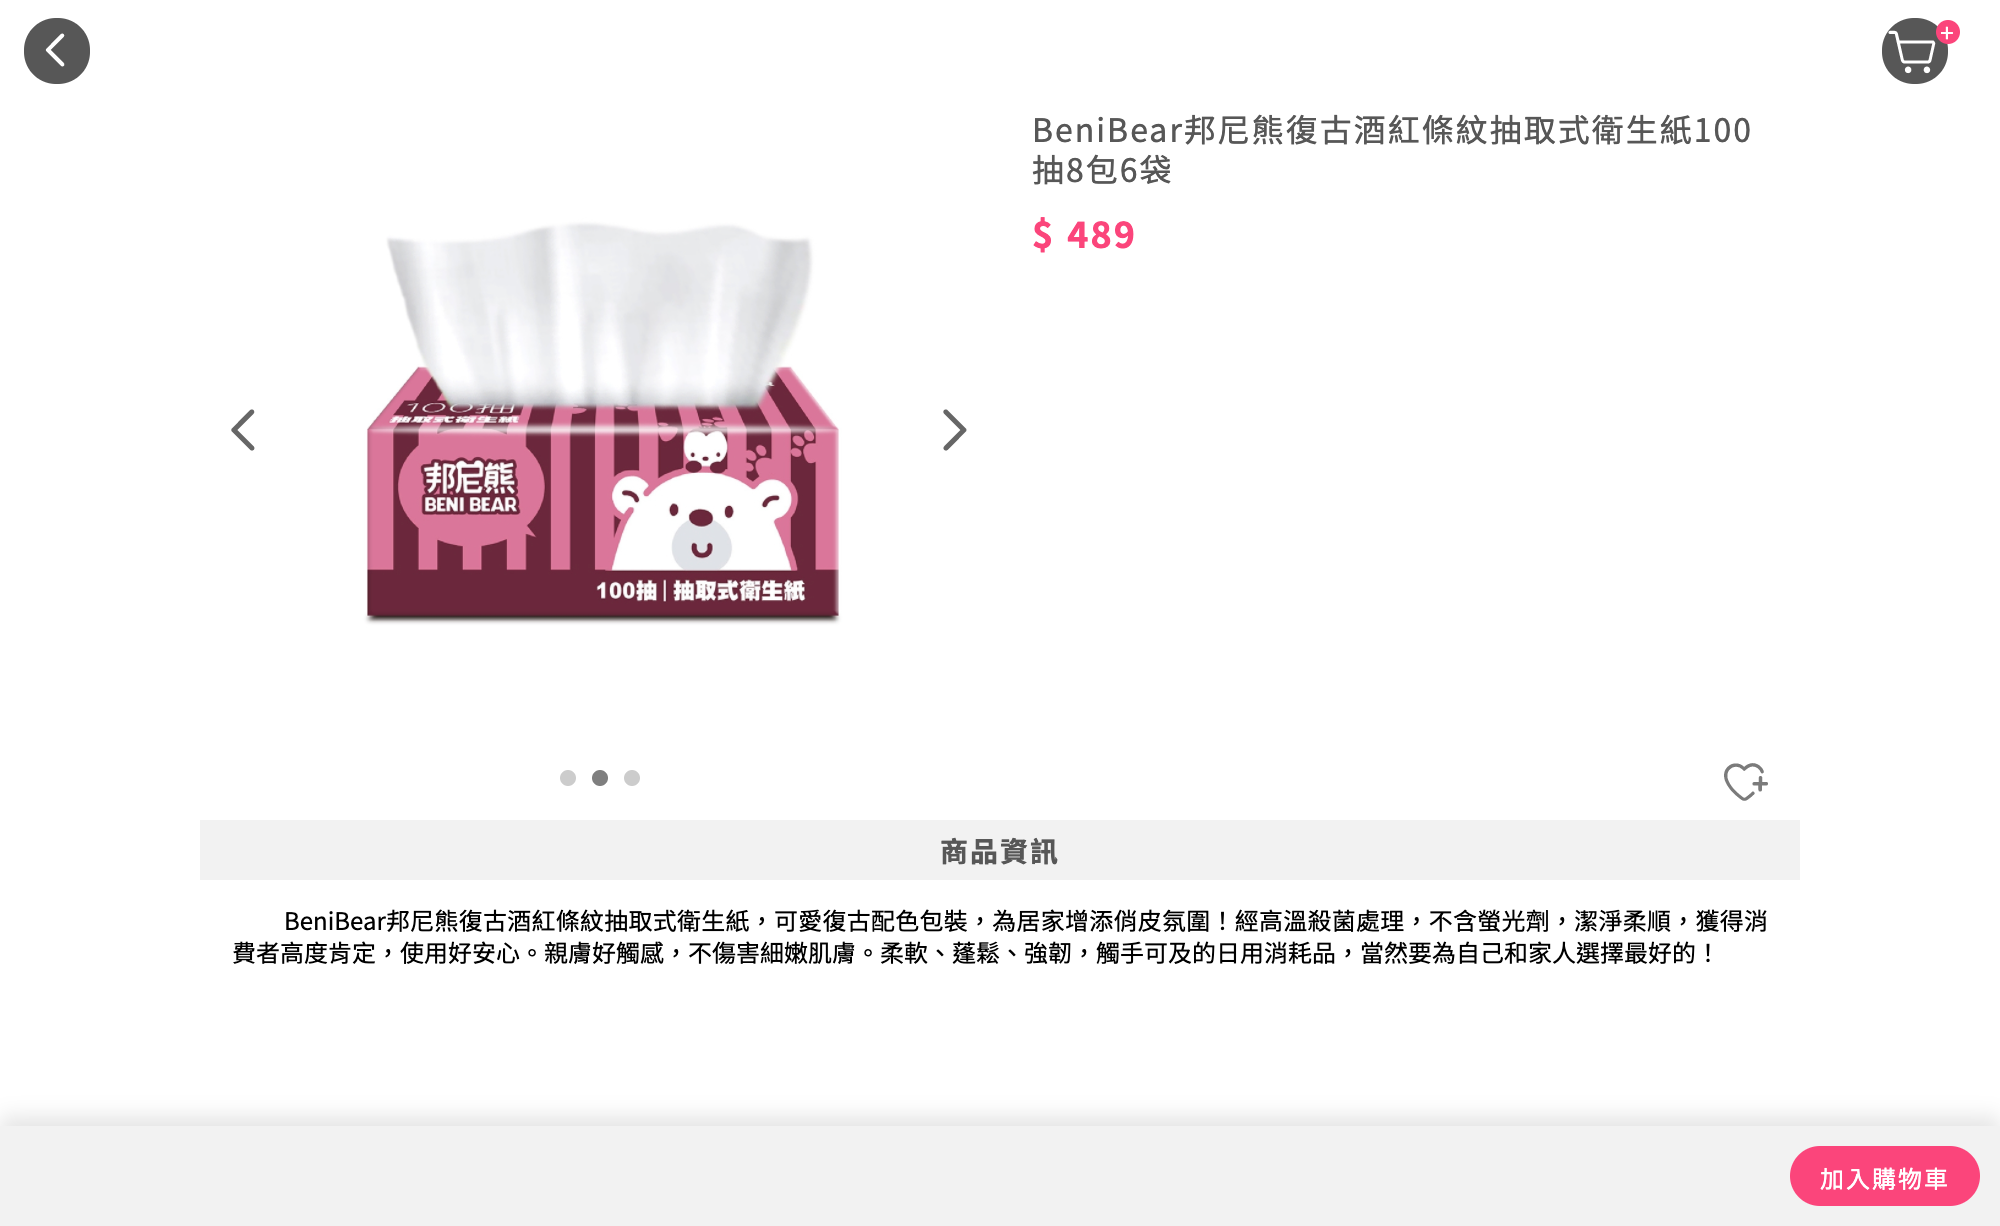 BeniBear邦尼熊復古酒紅條紋抽取式衛生紙100
抽8包6袋
$ 489
100抽
抽取式衛生紙
邦尼熊
BENI BEAR
100抽|抽取式衛生紙
商品資訊
BeniBear邦尼熊復古酒紅條紋抽取式衛生紙，可愛復古配色包裝，為居家增添俏皮氛圍！經高溫殺菌處理，不含螢光劑，潔淨柔順，獲得消
費者高度肯定，使用好安心。親膚好觸感，不傷害細嫩肌膚。柔軟、蓬鬆、強韌，觸手可及的日用消耗品，當然要為自己和家人選擇最好的！
加入購物車